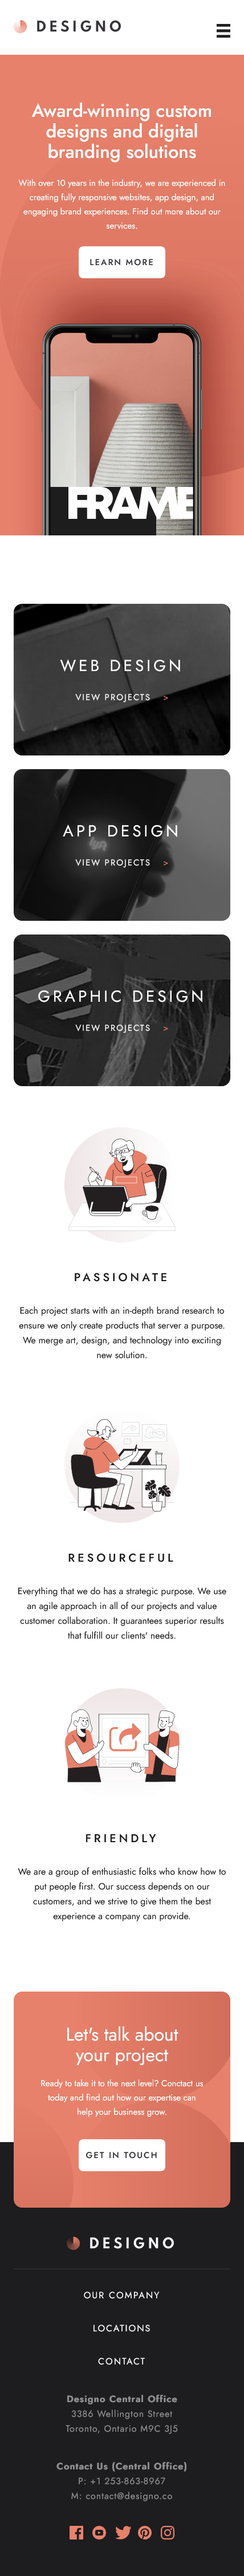 DESIGNO
Award-winning custom
designs and digital
branding solutions
With over 10 years in the industry, we are experienced in
creating fully responsive websites, app design, and
engaging brand experiences. Find out more about our
services.
LEARN MORE
FRAME
WEB DESIGN
VIEW PROJECTS >
APP DESIGN
VIEW PROJECTS >
GRAPHIC DESIGN
VIEW PROJECTS >
PASSIONATE
Each project starts with an in-depth brand research to
ensure we only create products that serve a purpose.
We merge art, design, and technology into exciting
new solution.
RESOURCEFUL
Everything that we do has a strategic purpose. We use
an agile approach in all of our projects and value
customer collaboration. It guarantees superior results
that fulfill our clients' needs.
FRIENDLY
We are a group of enthusiastic folks who know how to
put people first. Our success depends on our
customers, and we strive to give them the best
experience a company can provide.
Let's talk about
your project
Ready to take it to the next level? Conctact us
today and find out how our expertise can
help your business grow.
GET IN TOUCH
DESIGNO
OUR COMPANY
LOCATIONS
CONTACT
Designo Central Office
3386 Wellington Street
Toronto, Ontario M9C 3J5
Contact Us (Central Office)
P: +1 253-863-8967
M: contact@designo.co